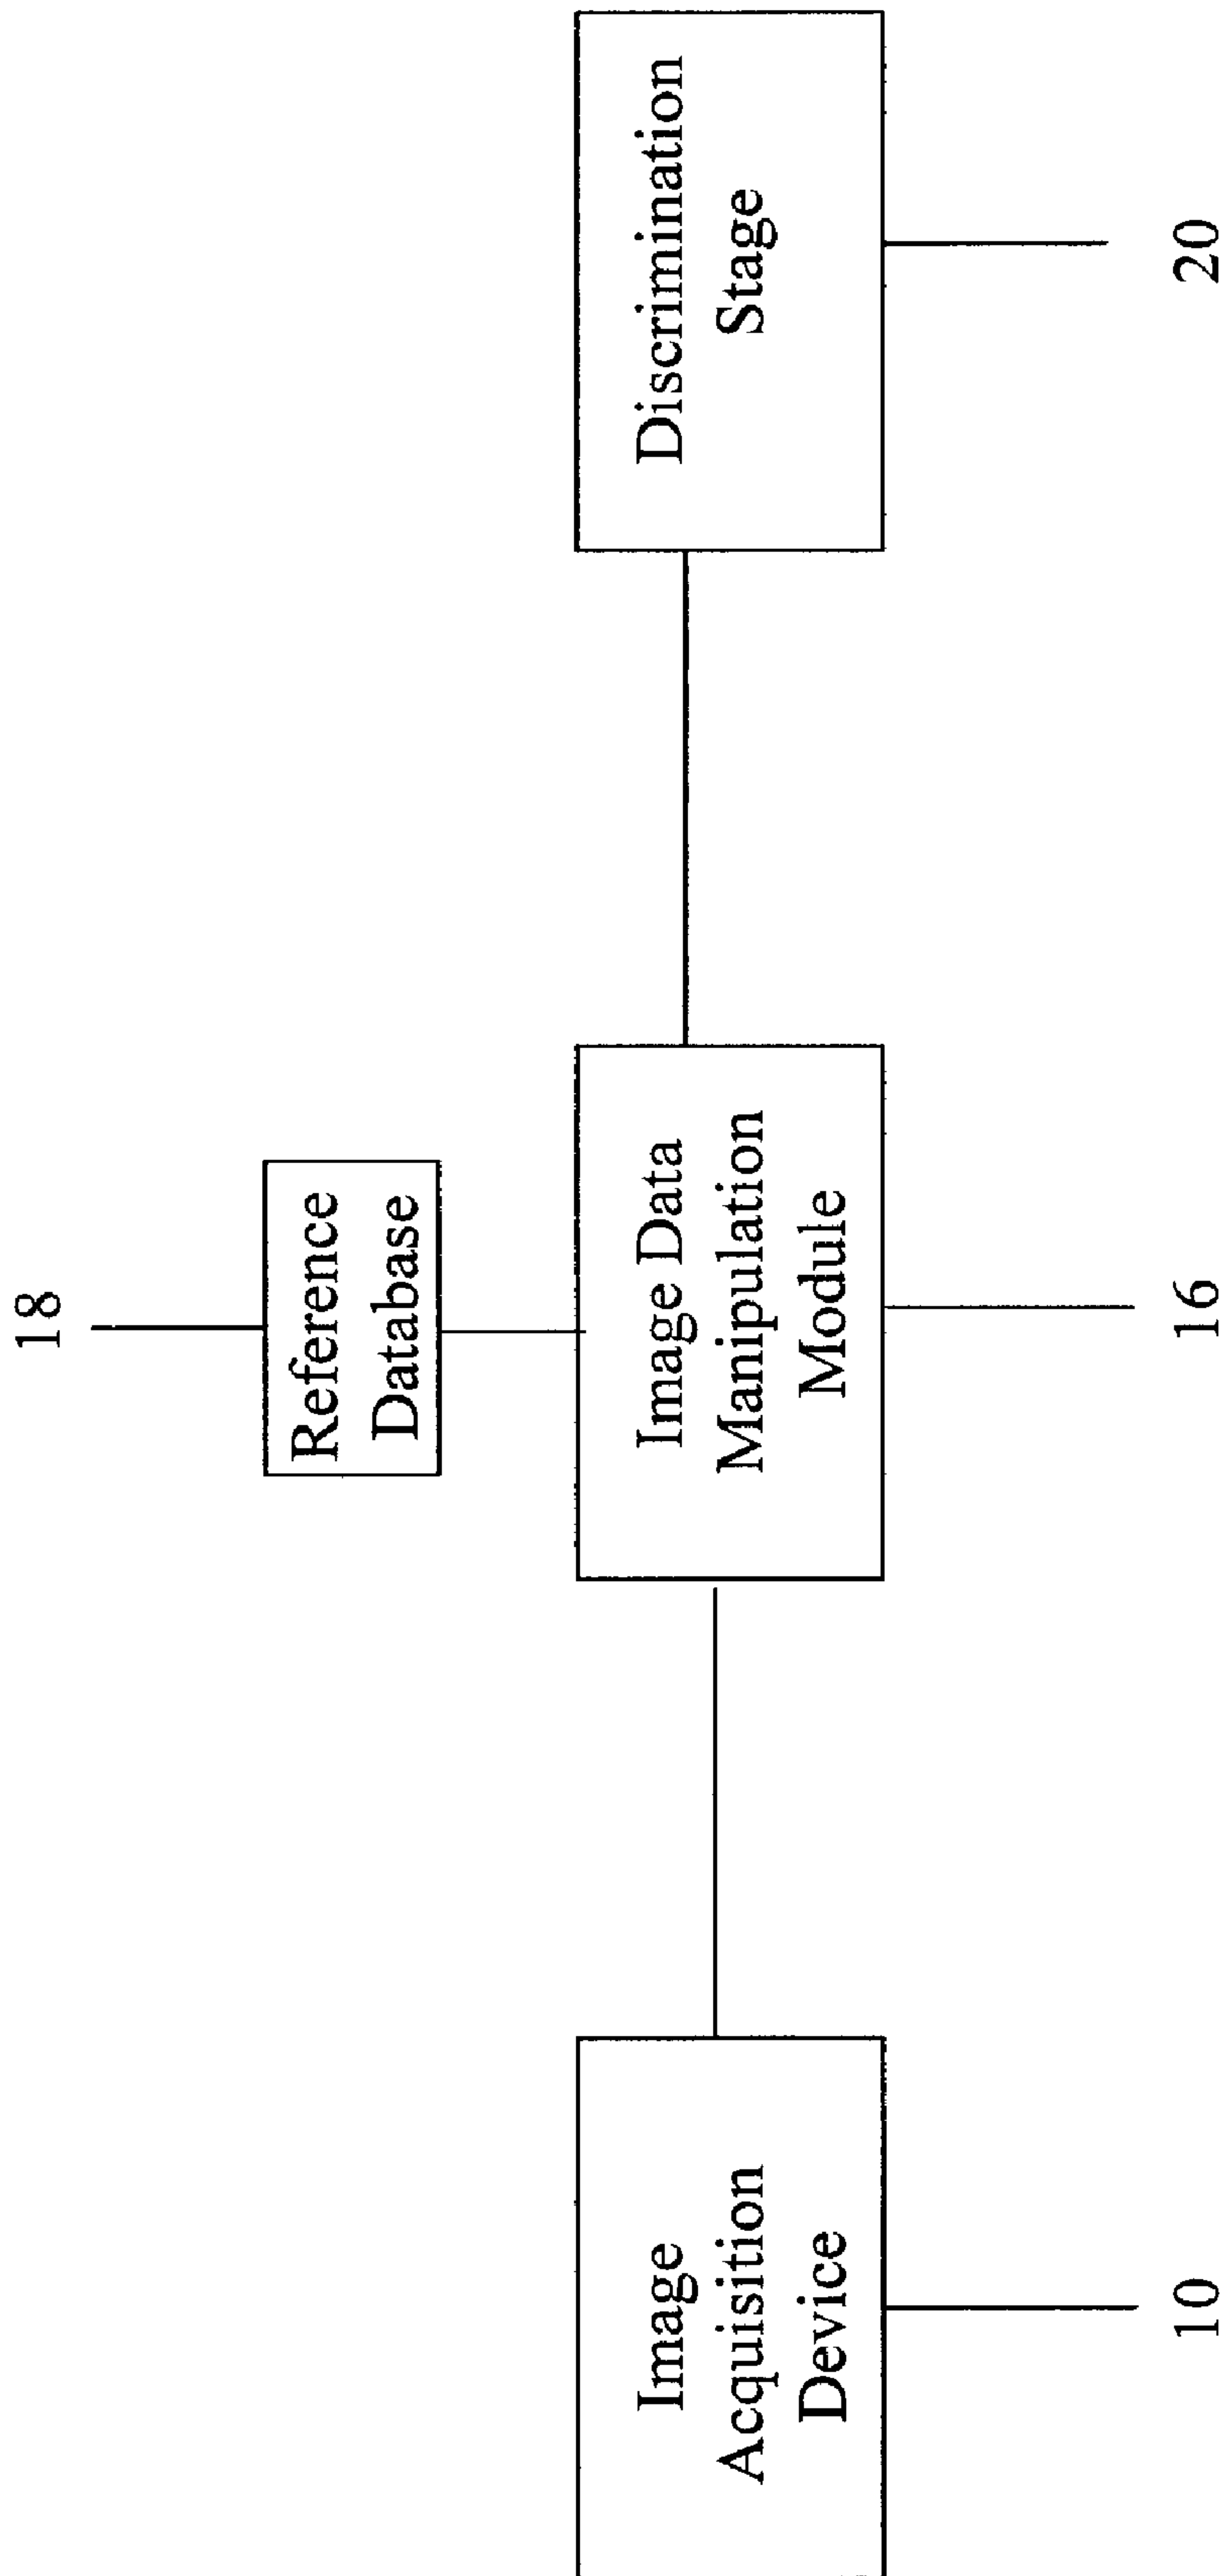 18
Reference
Database
Image
Acquisition
Device
Image Data
Manipulation
Module
Discrimination
Stage
10
16
20